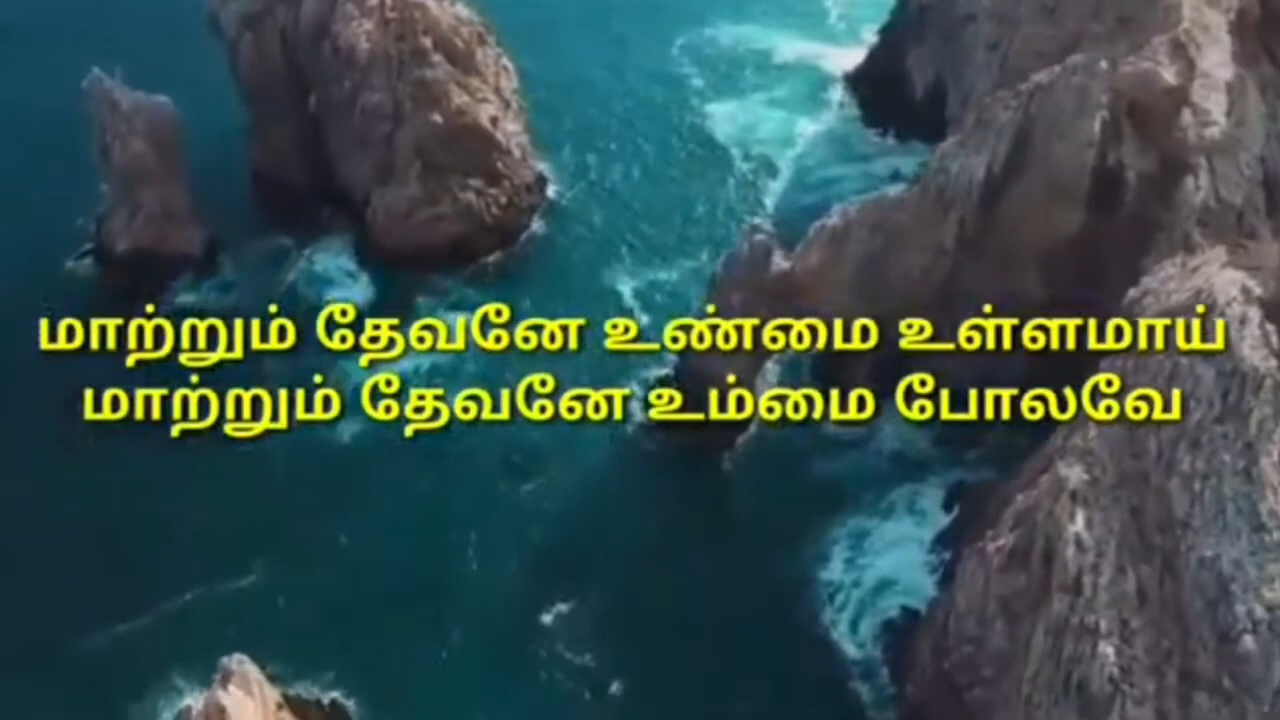 மாற்றும் தேவனே உண்மை உள்ளமாய்
மாற்றும் தேவனே உம்மை போலவே